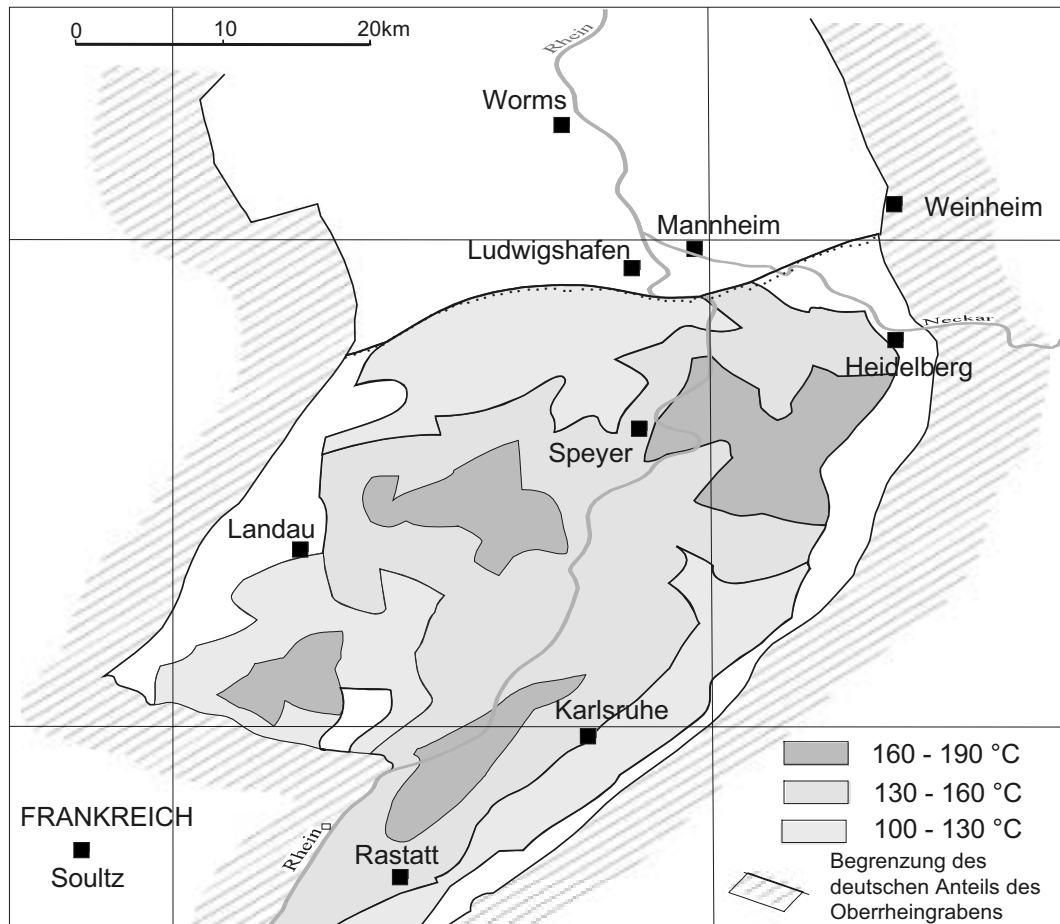 0 10 20km
Rhein
Worms
Weinheim
Mannheim
Ludwigshafen
Neckar
Heidelberg
Speyer
Landau
Karlsruhe
160 - 190 °C
130 - 160 °C
100 - 130 °C
FRANKREICH
Soultz
Rhein
Rastatt
Begrenzung des
deutschen Anteils des
Oberrheingrabens